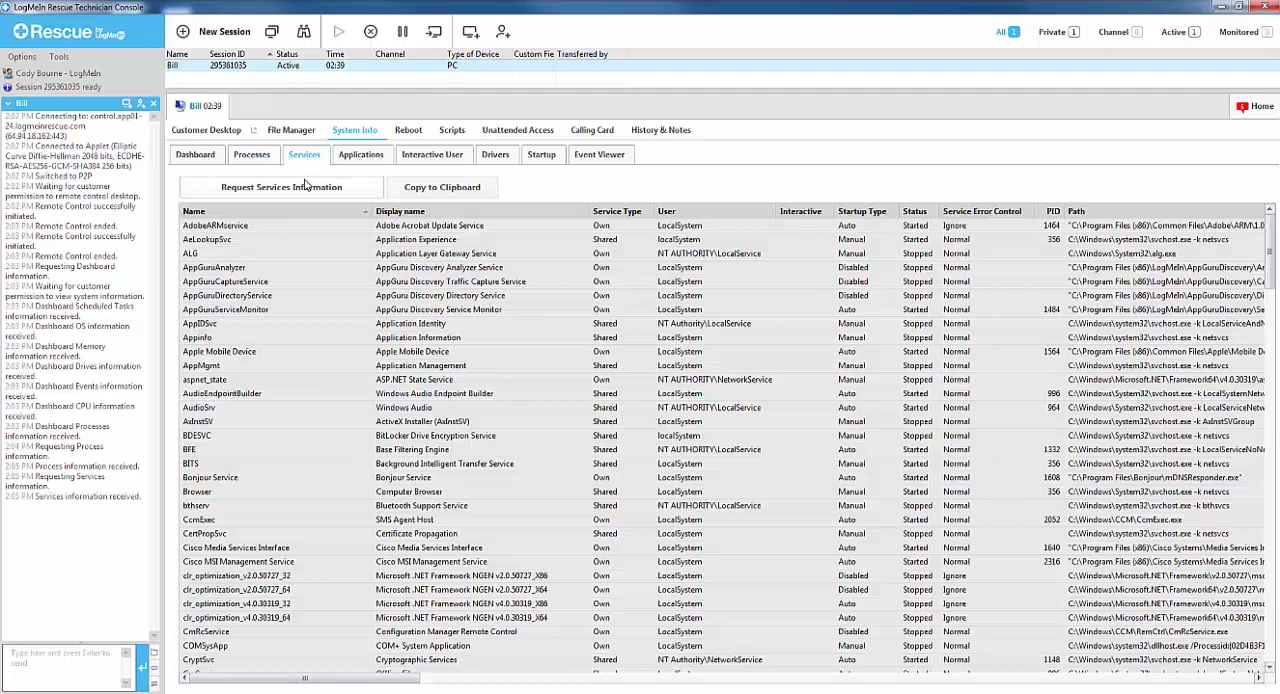 LogMeIn Rescue Technician Console
Rescue by LogMeIn
New Session
All 1 Private 1 Channel 0 Active 1 Monitored
Options Tools
Name Session ID Status Time Channel Type of Device Custom Fie Transferred by
Bill 295361035 Active 02:39 PC
Cody Bourne - LogMeIn
Session 295361035 ready
Bill
2:02 PM Connecting to: control.app01-
24.logmeinrescue.com
(64.94.18.162:443)
2:02 PM Connected to Applet (Elliptic
Curve Diffie-Hellman 2048 bits, ECDHE-
RSA-AES256-GCM-SHA384 256 bits)
2:02 PM Switched to P2P
2:02 PM Waiting for customer
permission to remote control desktop.
2:02 PM Remote Control successfully
initiated.
2:02 PM Remote Control ended.
2:03 PM Remote Control successfully
initiated.
2:03 PM Remote Control ended.
2:03 PM Requesting Dashboard
information.
2:03 PM Waiting for customer
permission to view system information.
2:03 PM Dashboard Scheduled Tasks
information received.
2:03 PM Dashboard OS information
received.
2:03 PM Dashboard Memory
information received.
2:03 PM Dashboard Drives information
received.
2:03 PM Dashboard Events information
received.
2:03 PM Dashboard CPU information
received.
2:03 PM Dashboard Processes
information received.
2:04 PM Requesting Process
information.
2:05 PM Process information received.
2:05 PM Requesting Services
information.
2:05 PM Services information received.
Type here and press Enter to
send
Bill 02:39
Home
Customer Desktop File Manager System Info Reboot Scripts Unattended Access Calling Card History & Notes
Dashboard Processes Services Applications Interactive User Drivers Startup Event Viewer
Request Services Information Copy to Clipboard
Name Display name Service Type User Interactive Startup Type Status Service Error Control PID Path
AdobeARMservice Adobe Acrobat Update Service Own LocalSystem Auto Started Ignore 1464 "C:\Program Files (x86)\Common Files\Adobe\ARM\1.0
AeLookupSvc Application Experience Shared localSystem Manual Started Normal 356 C:\Windows\system32\svchost.exe -k netsvcs
ALG Application Layer Gateway Service Own NT AUTHORITY\LocalService Manual Stopped Normal C:\Windows\System32\alg.exe
AppGuruAnalyzer AppGuru Discovery Analyzer Service Own LocalSystem Disabled Stopped Normal "C:\Program Files (x86)\LogMeIn\AppGuruDiscovery\An
AppGuruCaptureService AppGuru Discovery Traffic Capture Service Own LocalSystem Disabled Stopped Normal "C:\Program Files (x86)\LogMeIn\AppGuruDiscovery\Ca
AppGuruDirectoryService AppGuru Discovery Directory Service Own LocalSystem Disabled Stopped Normal "C:\Program Files (x86)\LogMeIn\AppGuruDiscovery\
AppGuruServiceMonitor AppGuru Discovery Service Monitor Own LocalSystem Auto Started Normal 1484 "C:\Program Files (x86)\LogMeIn\AppGuruDiscovery\Se
AppIDSvc Application Identity Shared NT Authority\LocalService Manual Stopped Normal C:\Windows\system32\svchost.exe -k LocalServiceAndN
Appinfo Application Information Shared LocalSystem Manual Stopped Normal C:\Windows\system32\svchost.exe -k netsvcs
Apple Mobile Device Apple Mobile Device Own LocalSystem Auto Started Normal 1564 "C:\Program Files (x86)\Common Files\Apple\Mobile D
AppMgmt Application Management Shared LocalSystem Manual Stopped Normal C:\Windows\system32\svchost.exe -k netsvcs
aspnet_state ASP.NET State Service Own NT AUTHORITY\NetworkService Manual Stopped Normal C:\Windows\Microsoft.NET\Framework64\v4.0.30319\as
AudioEndpointBuilder Windows Audio Endpoint Builder Shared LocalSystem Auto Started Normal 996 C:\Windows\System32\svchost.exe -k LocalSystemNetw
AudioSrv Windows Audio Shared NT AUTHORITY\LocalService Auto Started Normal 964 C:\Windows\System32\svchost.exe -k LocalServiceNetw
AxInstSV ActiveX Installer (AxInstSV) Shared LocalSystem Manual Stopped Normal C:\Windows\system32\svchost.exe -k AxInstSVGroup
BDESVC BitLocker Drive Encryption Service Shared localSystem Manual Stopped Normal C:\Windows\System32\svchost.exe -k netsvcs
BFE Base Filtering Engine Shared NT AUTHORITY\LocalService Auto Started Normal 1332 C:\Windows\system32\svchost.exe -k LocalServiceNoNe
BITS Background Intelligent Transfer Service Shared LocalSystem Manual Started Normal 356 C:\Windows\System32\svchost.exe -k netsvcs
Bonjour Service Bonjour Service Own LocalSystem Auto Started Normal 1608 "C:\Program Files\Bonjour\mDNSResponder.exe"
Browser Computer Browser Shared LocalSystem Manual Started Normal 356 C:\Windows\System32\svchost.exe -k netsvcs
bthserv Bluetooth Support Service Shared NT AUTHORITY\LocalService Manual Stopped Normal C:\Windows\system32\svchost.exe -k bthsvcs
CcmExec SMS Agent Host Own LocalSystem Auto Started Normal 2052 C:\Windows\CCM\CcmExec.exe
CertPropSvc Certificate Propagation Shared LocalSystem Manual Stopped Normal C:\Windows\system32\svchost.exe -k netsvcs
Cisco Media Services Interface Cisco Media Services Interface Own LocalSystem Auto Started Normal 1640 "C:\Program Files (x86)\Cisco Systems\Media Services I
Cisco MSI Management Service Cisco MSI Management Service Own LocalSystem Auto Started Normal 2316 "C:\Program Files (x86)\Cisco Systems\Media Services I
clr_optimization_v2.0.50727_32 Microsoft .NET Framework NGEN v2.0.50727_X86 Own LocalSystem Disabled Stopped Ignore C:\Windows\Microsoft.NET\Framework\v2.0.50727\msc
clr_optimization_v2.0.50727_64 Microsoft .NET Framework NGEN v2.0.50727_X64 Own LocalSystem Disabled Stopped Ignore C:\Windows\Microsoft.NET\Framework64\v2.0.50727\m
clr_optimization_v4.0.30319_32 Microsoft .NET Framework NGEN v4.0.30319_X86 Own LocalSystem Auto Stopped Ignore C:\Windows\Microsoft.NET\Framework\v4.0.30319\msc
clr_optimization_v4.0.30319_64 Microsoft .NET Framework NGEN v4.0.30319_X64 Own LocalSystem Auto Stopped Ignore C:\Windows\Microsoft.NET\Framework64\v4.0.30319\m
CmRcService Configuration Manager Remote Control Own LocalSystem Disabled Stopped Normal C:\Windows\CCM\RemCtrl\CmRcService.exe
COMSysApp COM+ System Application Own LocalSystem Manual Stopped Normal C:\Windows\system32\dllhost.exe /Processid:{02D4B3F1
CryptSvc Cryptographic Services Shared NT Authority\NetworkService Auto Started Normal 1148 C:\Windows\system32\svchost.exe -k NetworkService